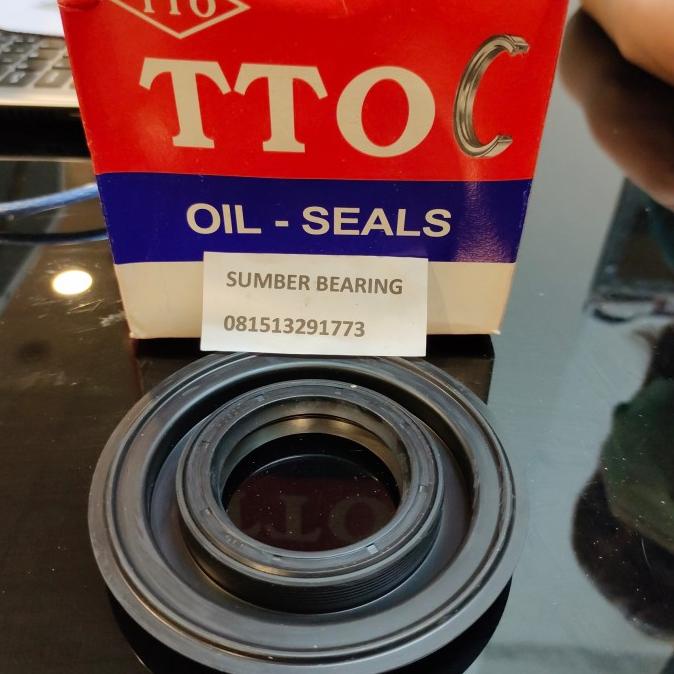 TTO
TTO
OIL - SEALS
SUMBER BEARING
081513291773